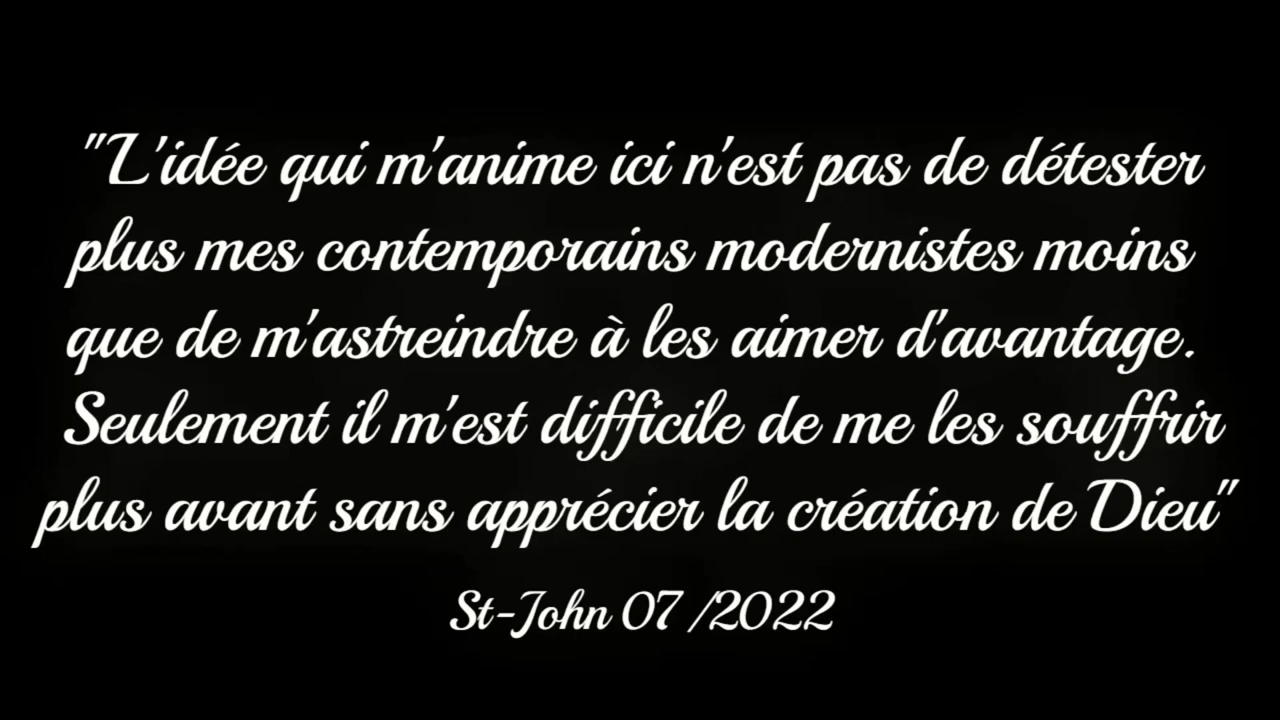 "L'idée qui m'anime ici n'est pas de détester
plus mes contemporains modernistes moins
que de m'astreindre à les aimer d'avantage.
Seulement il m'est difficile de me les souffrir
plus avant sans apprécier la création de Dieu"
St-John 07 /2022